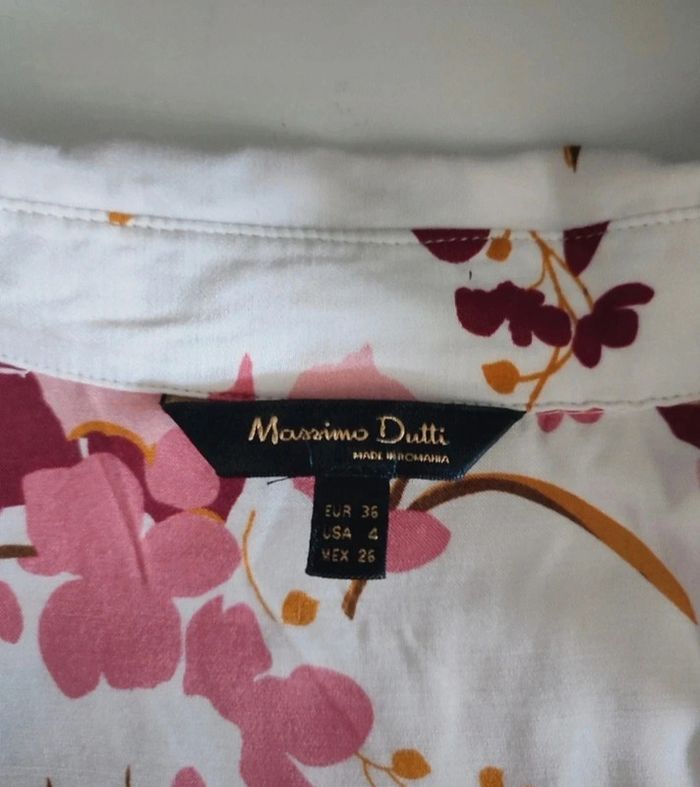 Massimo Dutti
MADE IN ROMANIA
EUR 36
USA 4
MEX 26